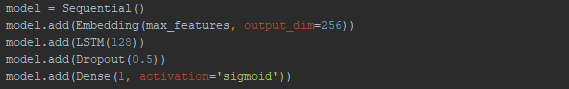 model = Sequential()
model.add(Embedding(max_features, output_dim=256))
model.add(LSTM(128))
model.add(Dropout(0.5))
model.add(Dense(1, activation='sigmoid'))